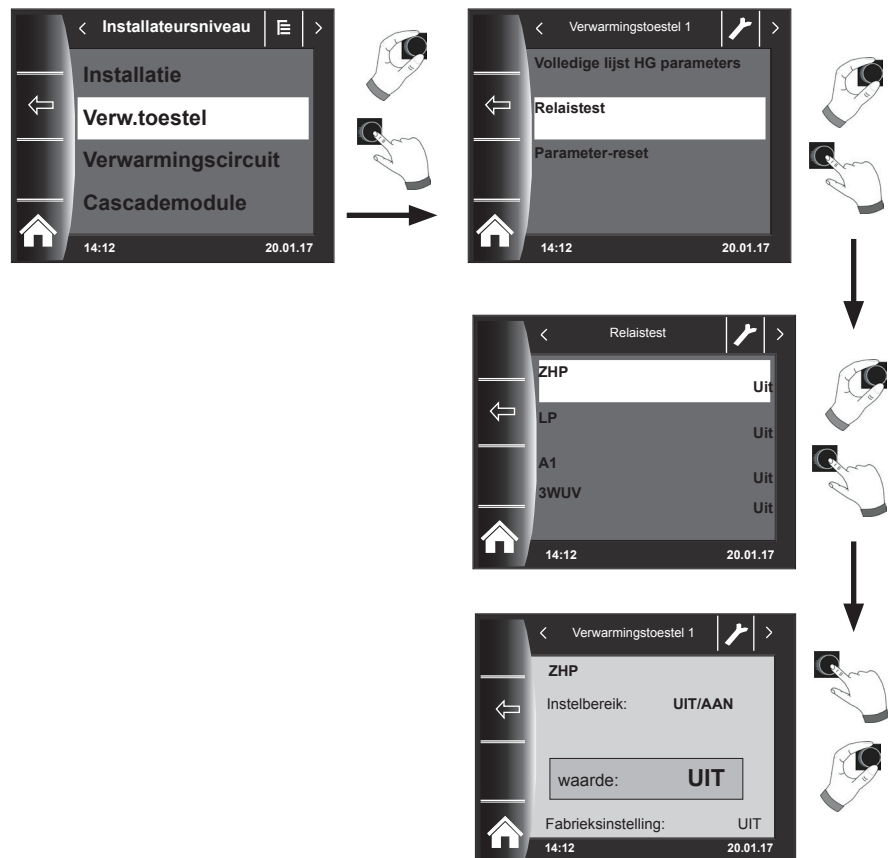 Installateursniveau
Installatie
Verw.toestel
Verwarmingscircuit
Cascademodule
14:12 20.01.17
Verwarmingstoestel 1
Volledige lijst HG parameters
Relaistest
Parameter-reset
14:12 20.01.17
Relaistest
ZHP Uit
LP Uit
A1 Uit
3WUV Uit
14:12 20.01.17
Verwarmingstoestel 1
ZHP
Instelbereik: UIT/AAN
waarde: UIT
Fabrieksinstelling: UIT
14:12 20.01.17